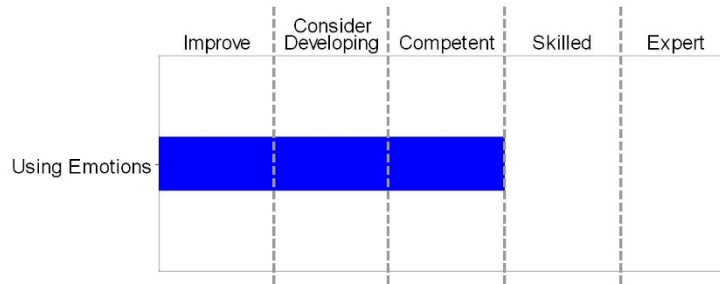 Improve
Consider
Developing
Competent
Skilled
Expert
Using Emotions